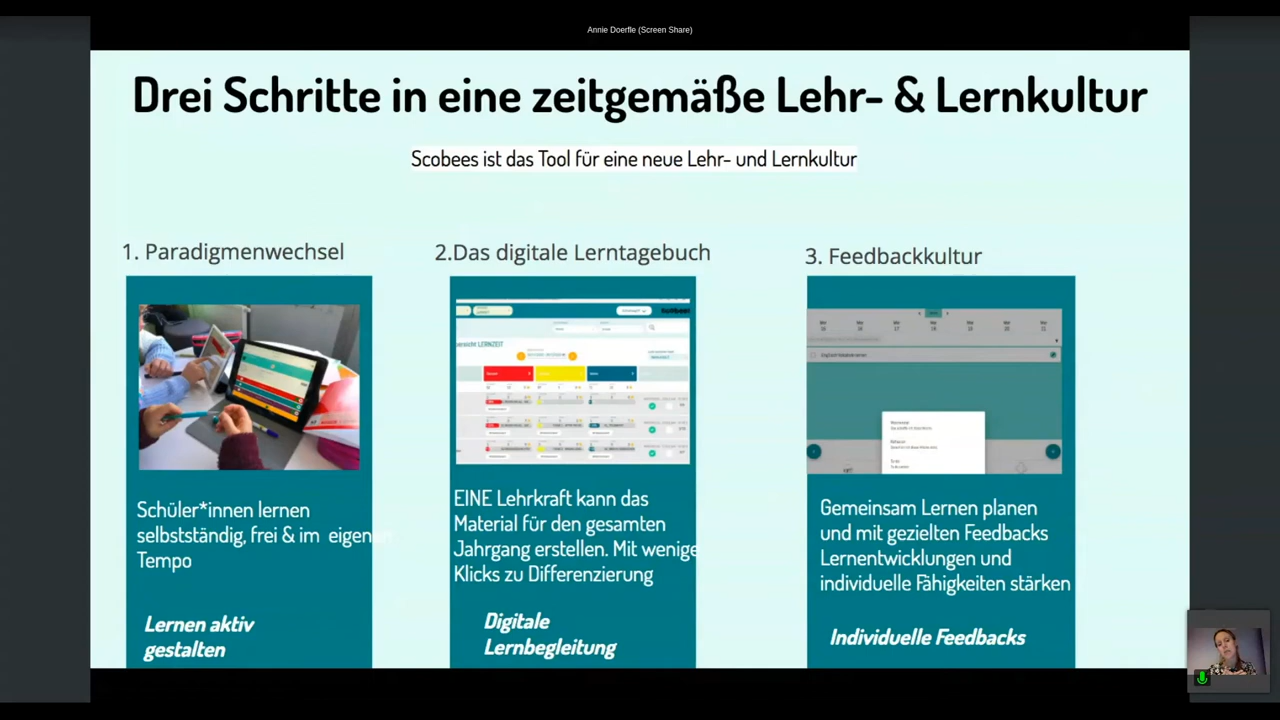 Annie Doerfle (Screen Share)
Drei Schritte in eine zeitgemäße Lehr- & Lernkultur
Scobees ist das Tool für eine neue Lehr- und Lernkultur
1. Paradigmenwechsel
Schüler*innen lernen
selbstständig, frei & im eigenen
Tempo
Lernen aktiv
gestalten
2.Das digitale Lerntagebuch
LERNZEIT
EINE Lehrkraft kann das
Material für den gesamten
Jahrgang erstellen. Mit wenige
Klicks zu Differenzierung
Digitale
Lernbegleitung
3. Feedbackkultur
Gemeinsam Lernen planen
und mit gezielten Feedbacks
Lernentwicklungen und
individuelle Fähigkeiten stärken
Individuelle Feedbacks